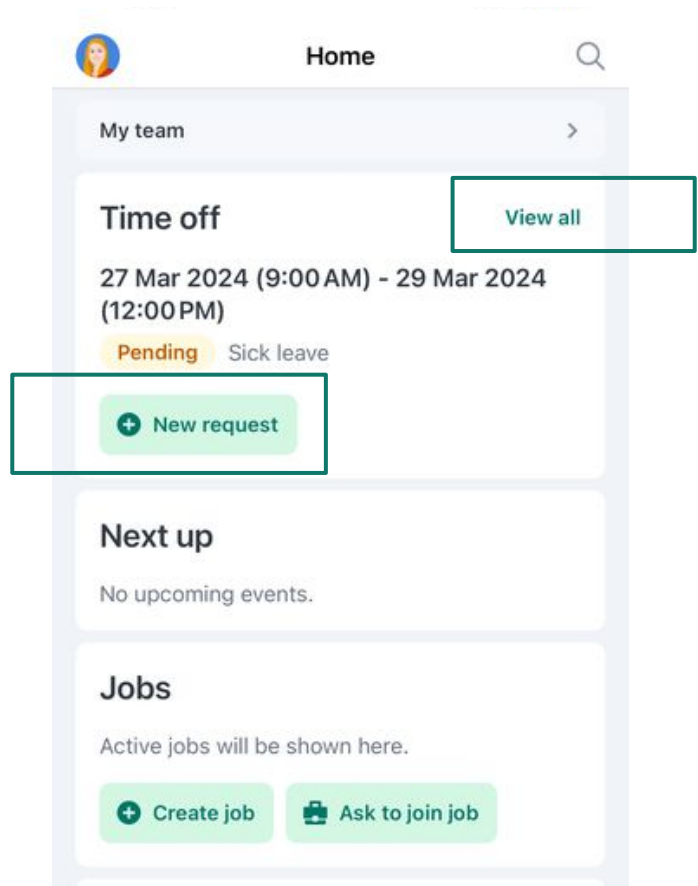 Home
My team
Time off
View all
27 Mar 2024 (9:00 AM) - 29 Mar 2024
(12:00 PM)
Pending Sick leave
New request
Next up
No upcoming events.
Jobs
Active jobs will be shown here.
Create job Ask to join job